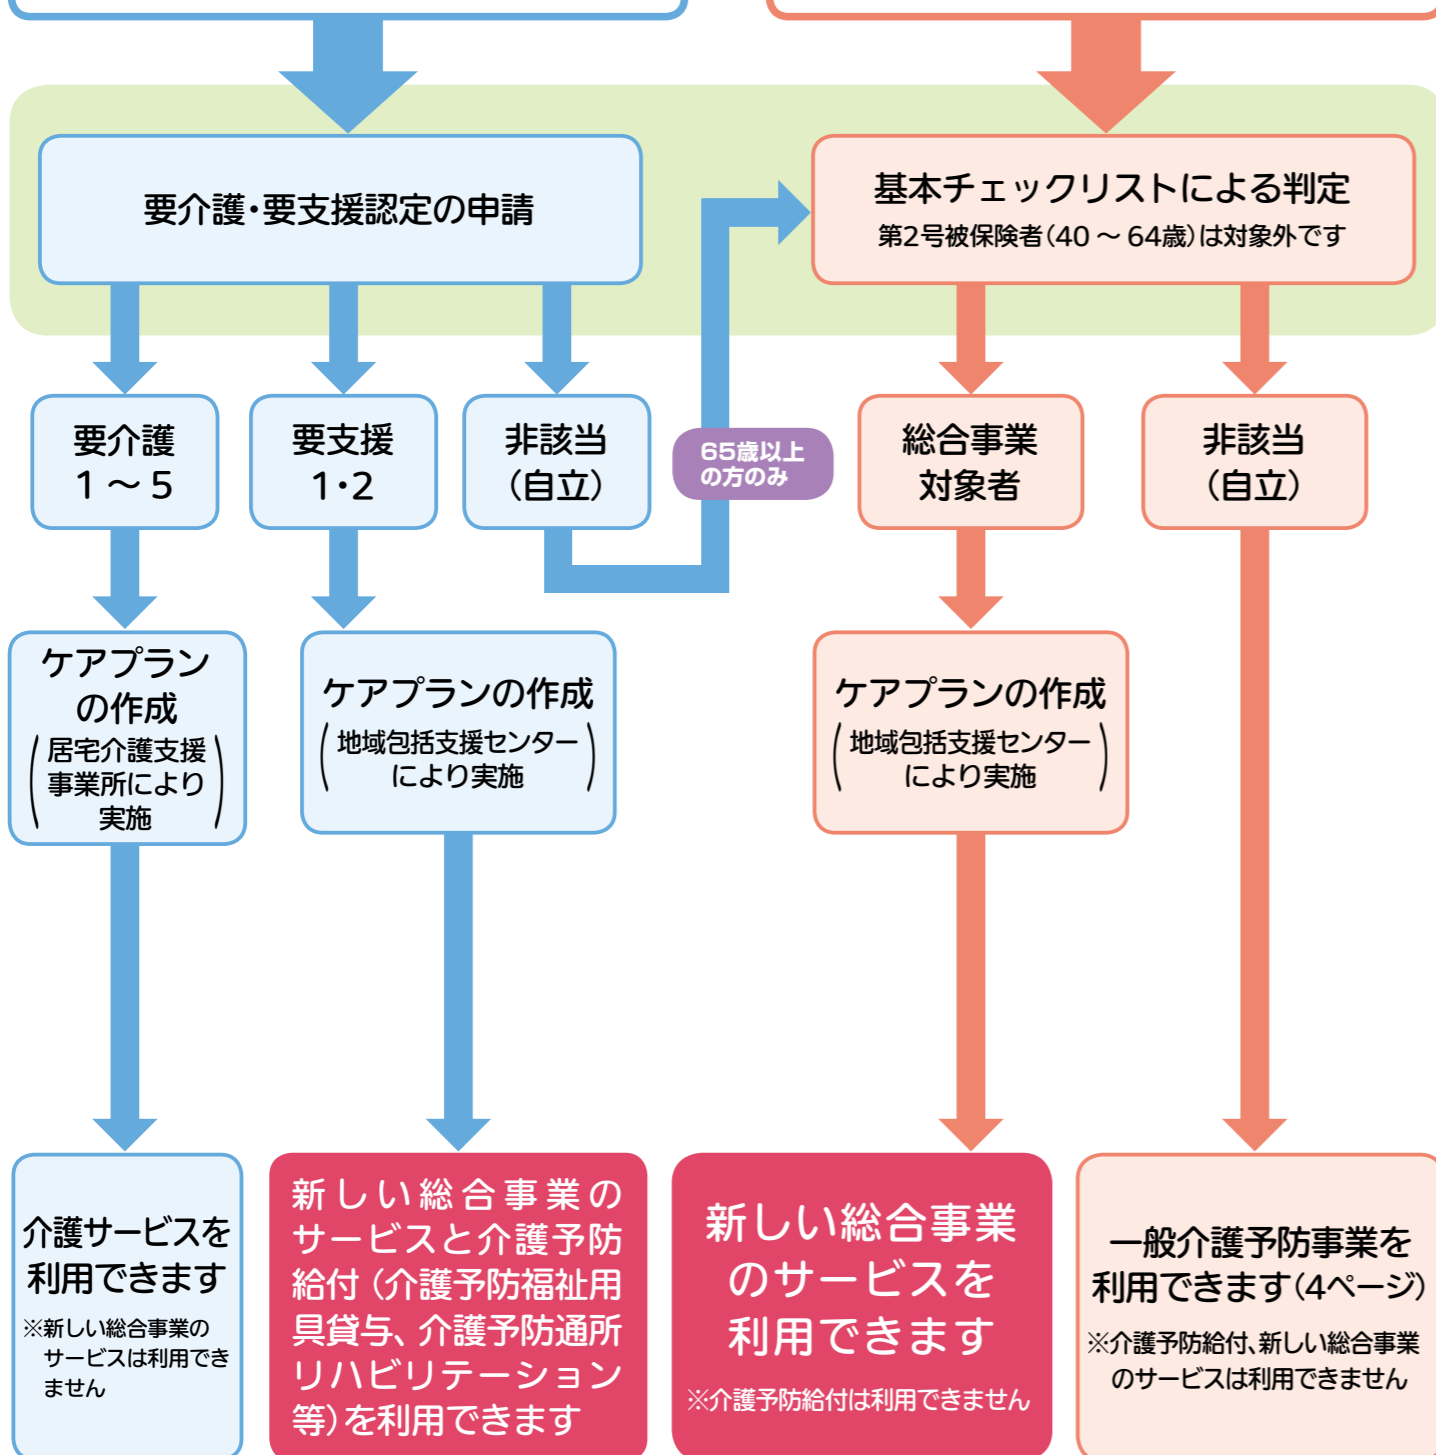 要介護・要支援認定の申請
基本チェックリストによる判定
第2号被保険者(40～64歳)は対象外です
要介護
1～5
要支援
1・2
非該当
(自立)
65歳以上
の方のみ
総合事業
対象者
非該当
(自立)
ケアプラン
の作成
(居宅介護支援
事業所により
実施)
ケアプランの作成
(地域包括支援センター
により実施)
ケアプランの作成
(地域包括支援センター
により実施)
介護サービスを
利用できます
※新しい総合事業の
サービスは利用でき
ません
新しい総合事業の
サービスと介護予防
給付(介護予防福祉用
具貸与、介護予防通所
リハビリテーション
等)を利用できます
新しい総合事業
のサービスを
利用できます
※介護予防給付は利用できません
一般介護予防事業を
利用できます(4ページ)
※介護予防給付、新しい総合事業
のサービスは利用できません